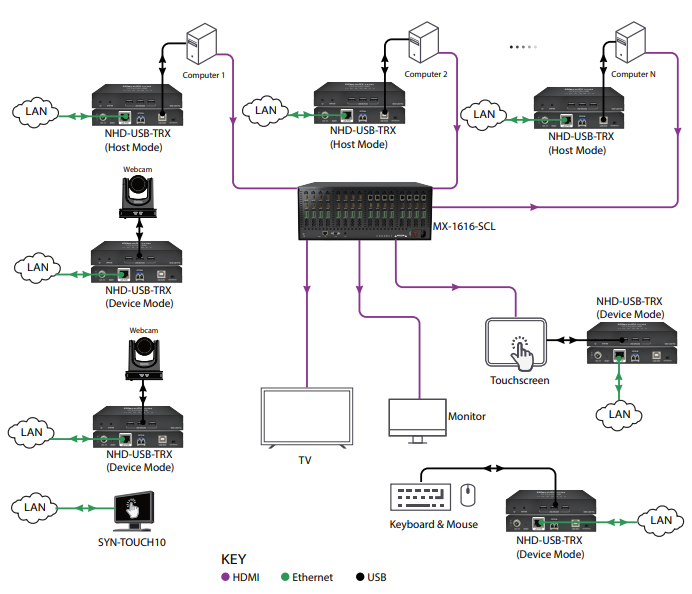 Computer 1
Computer 2
Computer N
LAN
NHD-USB-TRX
(Host Mode)
LAN
NHD-USB-TRX
(Host Mode)
LAN
NHD-USB-TRX
(Host Mode)
Webcam
MX-1616-SCL
LAN
NHD-USB-TRX
(Device Mode)
NHD-USB-TRX
(Device Mode)
Webcam
Touchscreen
LAN
LAN
NHD-USB-TRX
(Device Mode)
TV
Monitor
LAN
SYN-TOUCH10
Keyboard & Mouse
LAN
NHD-USB-TRX
(Device Mode)
KEY
HDMI
Ethernet
USB